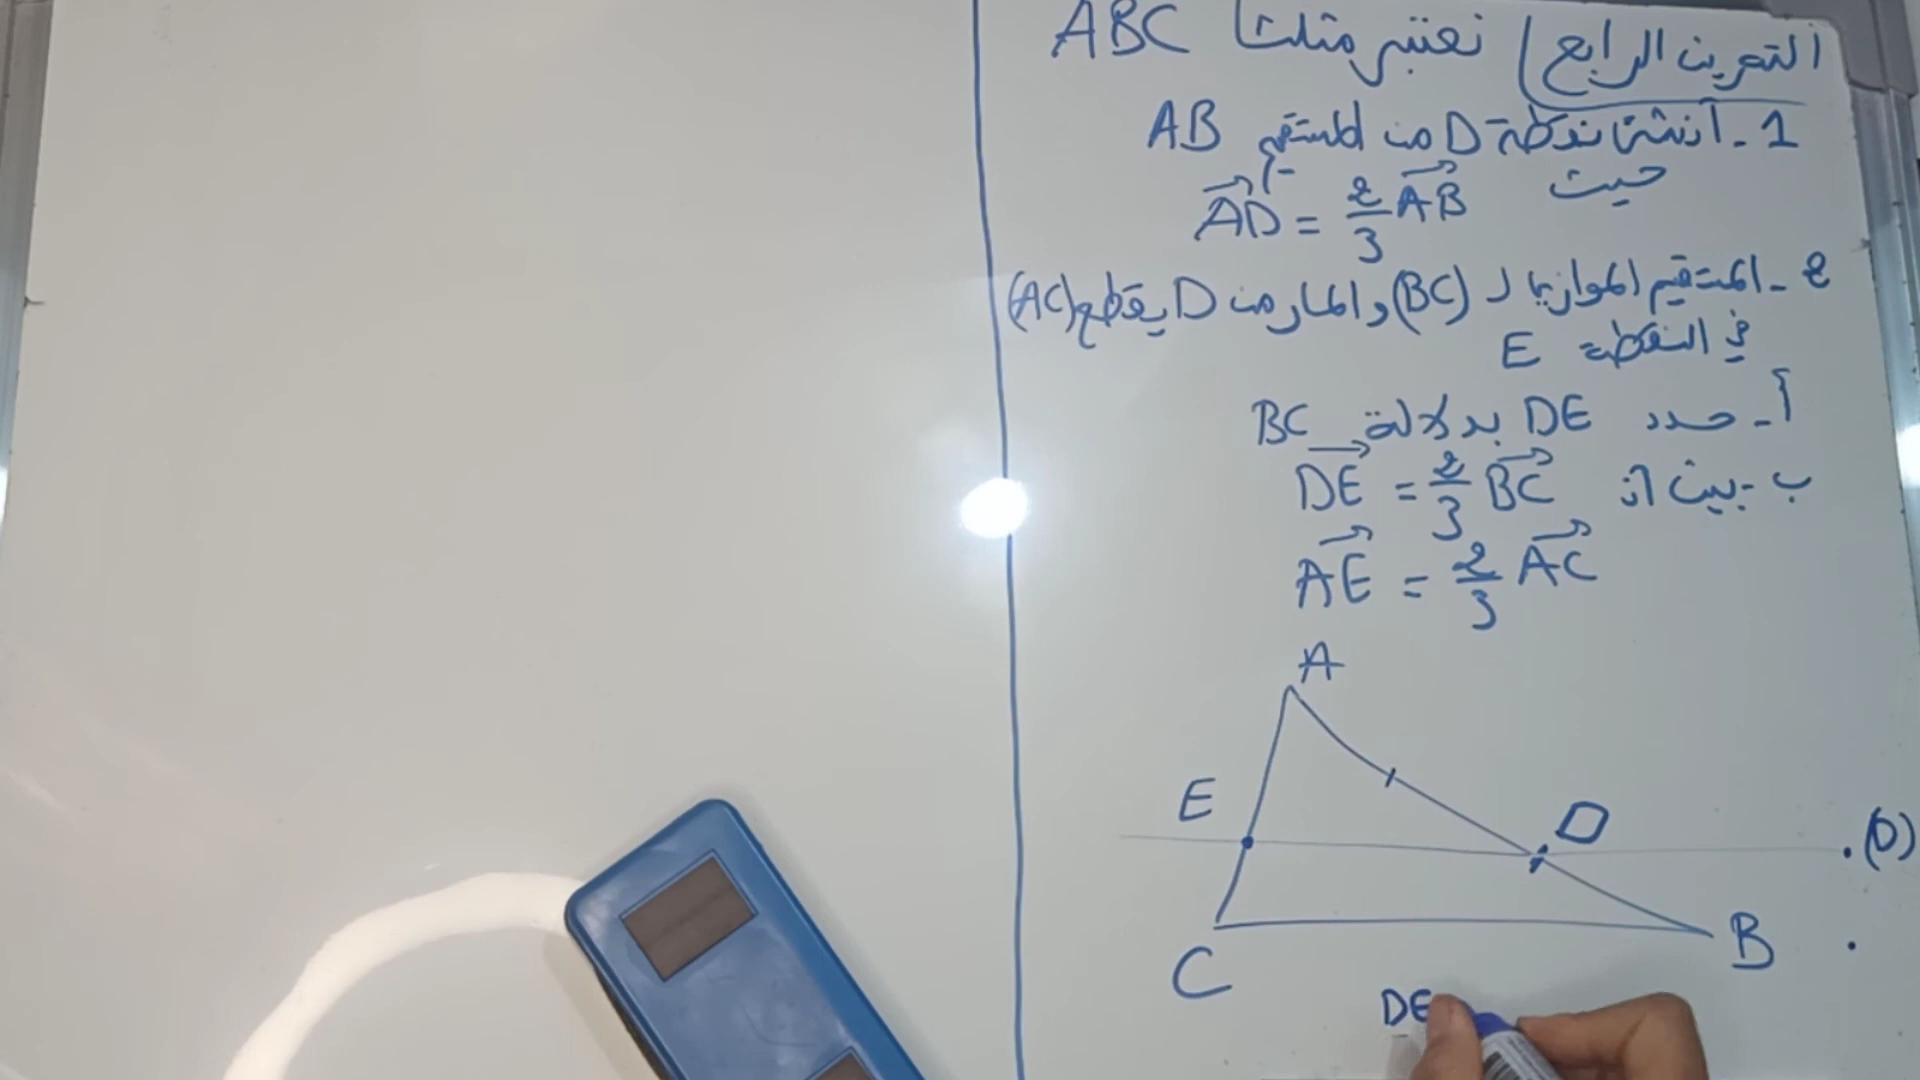 التمرين الرابع) نعتبر مثلثا ABC
1 - أنشئ نقطة D من المستقيم AB
حيث
AD = 2/3 AB
2 - المستقيم الموازيا لـ (BC) والمار من D يقطع (AC)
في النقطة E
أ - حدد DE بدلالة BC
ب - بين أن DE = 2/3 BC
AE = 2/3 AC
A
E
D
(D)
C
B
DE